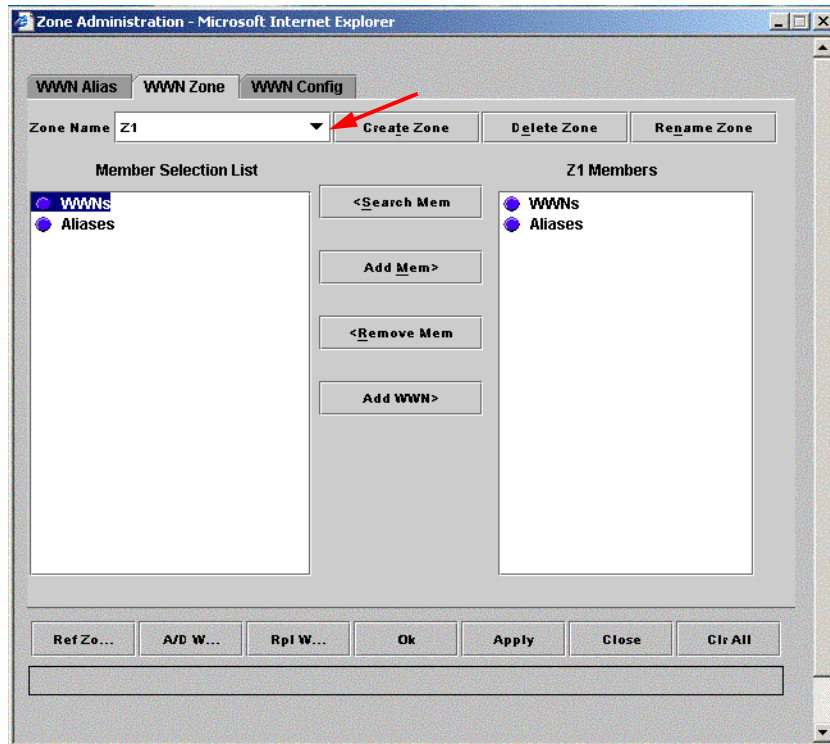 Zone Administration - Microsoft Internet Explorer
WWN Alias WWN Zone WWN Config
Zone Name Z1 Create Zone Delete Zone Rename Zone
Member Selection List Z1 Members
WWNs <Search Mem WWNs
Aliases Aliases
Add Mem>
<Remove Mem
Add WWN>
Ref Zo... A/D W... Rpl W... Ok Apply Close Clr All